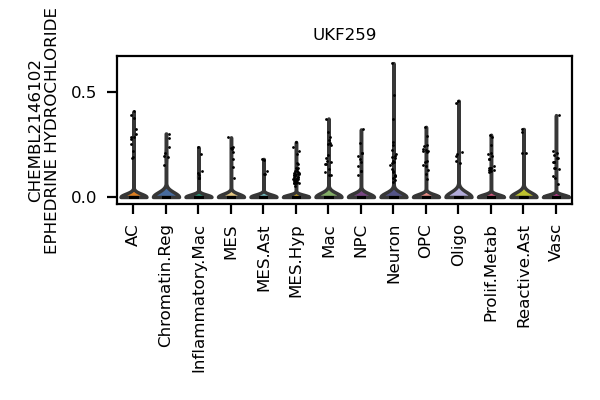 UKF259
CHEMBL2146102
EPHEDRINE HYDROCHLORIDE
0.5
0.0
AC
Chromatin.Reg
Inflammatory.Mac
MES
MES.Ast
MES.Hyp
Mac
NPC
Neuron
OPC
Oligo
Prolif.Metab
Reactive.Ast
Vasc